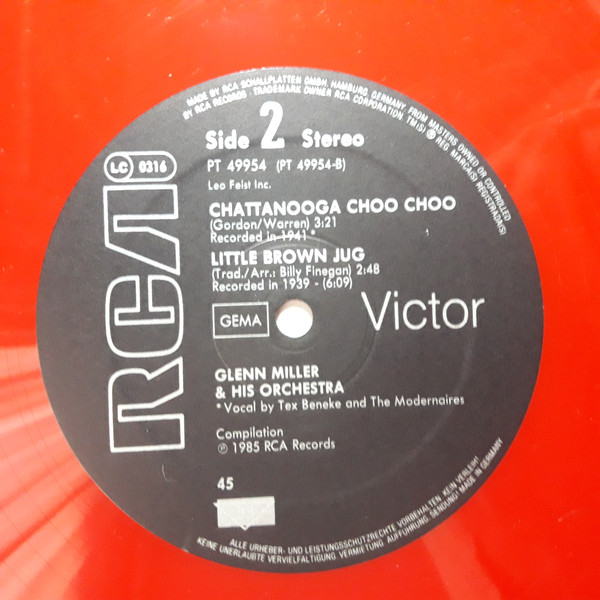 MADE BY RCA SCHALLPLATTEN GMBH, HAMBURG, GERMANY, FROM MASTERS OWNED OR CONTROLLED
BY RCA RECORDS · TRADEMARK OWNER RCA CORPORATION. TM(S) ® REG. MARCA(S) REGISTRADA(S)
Side 2 Stereo
LC 0316
PT 49954 (PT 49954-B)
Leo Feist Inc.
CHATTANOOGA CHOO CHOO
(Gordon/Warren) 3:21
Recorded in 1941 *
LITTLE BROWN JUG
(Trad./Arr.: Billy Finegan) 2:48
Recorded in 1939 - (6:09)
GEMA
Victor
RCA
GLENN MILLER
& HIS ORCHESTRA
* Vocal by Tex Beneke and The Modernaires
Compilation
℗ 1985 RCA Records
45
ALLE URHEBER- UND LEISTUNGSSCHUTZRECHTE VORBEHALTEN. KEIN VERLEIH!
KEINE UNERLAUBTE VERVIELFÄLTIGUNG, VERMIETUNG, AUFFÜHRUNG, SENDUNG! MADE IN GERMANY